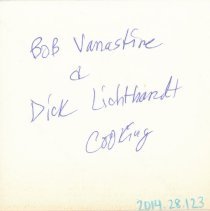 BOB Vanastine
&
Dick Lichthardt
Cooking
2014.28.123